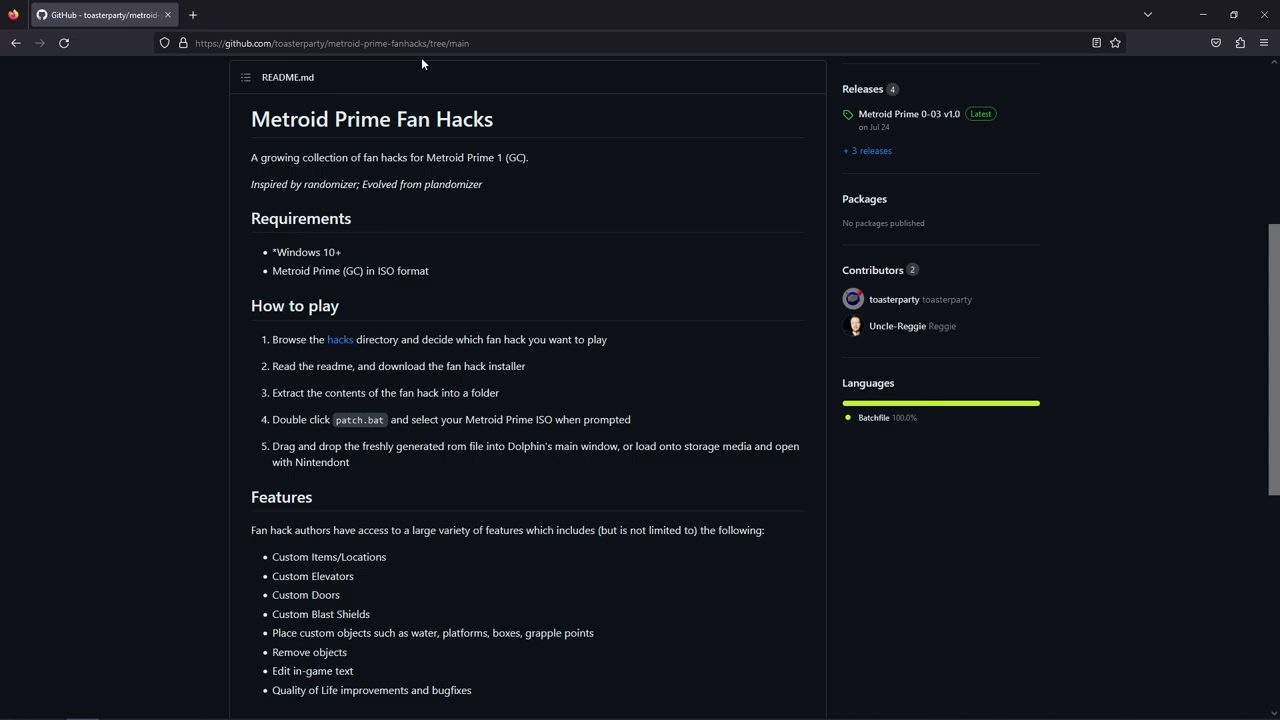 GitHub - toasterparty/metroid-
https://github.com/toasterparty/metroid-prime-fanhacks/tree/main
README.md
Metroid Prime Fan Hacks
A growing collection of fan hacks for Metroid Prime 1 (GC).
Inspired by randomizer; Evolved from plandomizer
Requirements
• *Windows 10+
• Metroid Prime (GC) in ISO format
How to play
1. Browse the hacks directory and decide which fan hack you want to play
2. Read the readme, and download the fan hack installer
3. Extract the contents of the fan hack into a folder
4. Double click patch.bat and select your Metroid Prime ISO when prompted
5. Drag and drop the freshly generated rom file into Dolphin's main window, or load onto storage media and open
with Nintendont
Features
Fan hack authors have access to a large variety of features which includes (but is not limited to) the following:
• Custom Items/Locations
• Custom Elevators
• Custom Doors
• Custom Blast Shields
• Place custom objects such as water, platforms, boxes, grapple points
• Remove objects
• Edit in-game text
• Quality of Life improvements and bugfixes
Releases 4
Metroid Prime 0-03 v1.0 Latest
on Jul 24
+ 3 releases
Packages
No packages published
Contributors 2
toasterparty toasterparty
Uncle-Reggie Reggie
Languages
Batchfile 100.0%